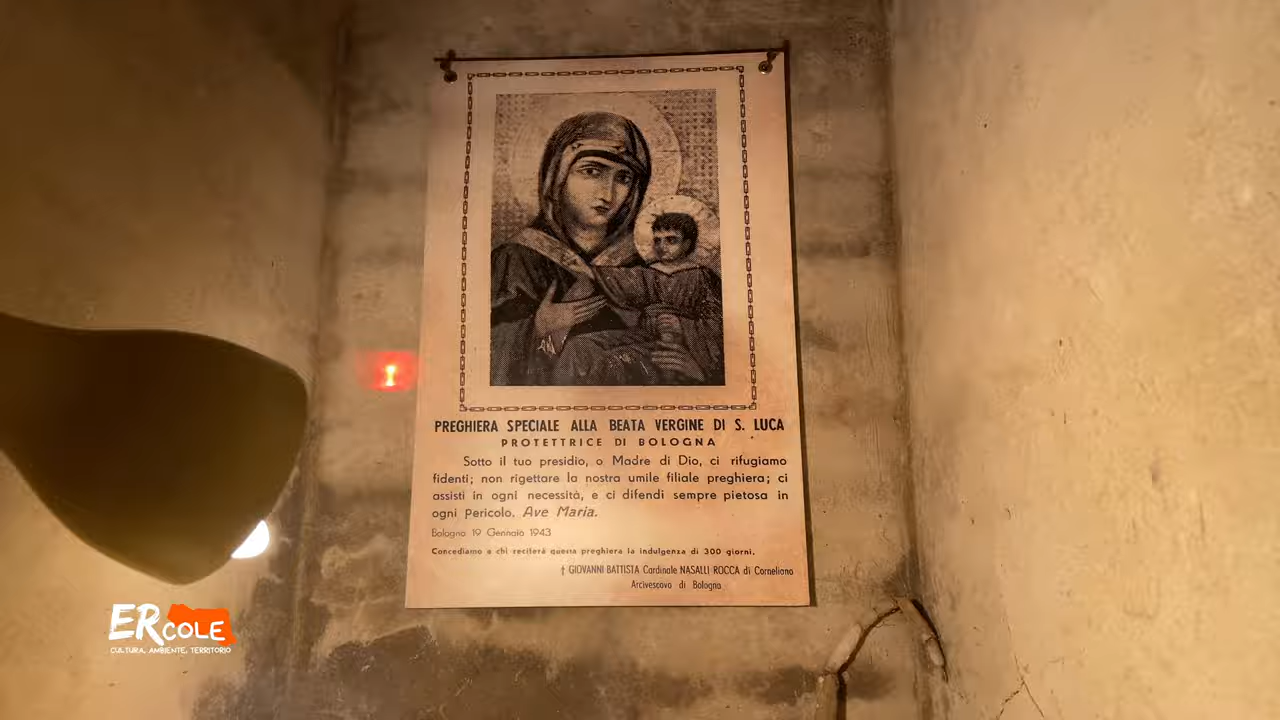 PREGHIERA SPECIALE ALLA BEATA VERGINE DI S. LUCA
PROTETTRICE DI BOLOGNA
Sotto il tuo presidio, o Madre di Dio, ci rifugiamo
fidenti; non rigettare la nostra umile filiale preghiera; ci
assisti in ogni necessità, e ci difendi sempre pietosa in
ogni Pericolo. Ave Maria.
Bologna 19 Gennaio 1943
Concediamo a chi reciterà questa preghiera la indulgenza di 300 giorni.
† GIOVANNI BATTISTA Cardinale NASALLI ROCCA di Corneliano
Arcivescovo di Bologna
ERCOLE
CULTURA, AMBIENTE, TERRITORIO